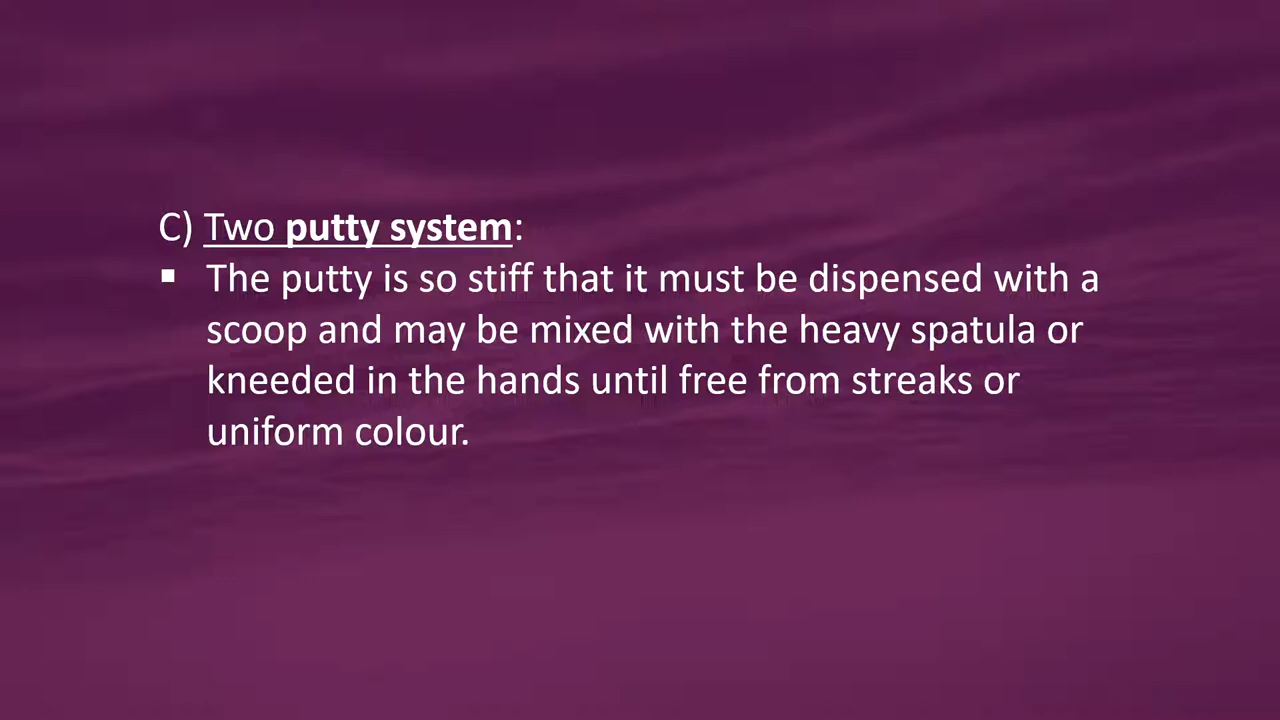 C) Two putty system:
▪ The putty is so stiff that it must be dispensed with a
scoop and may be mixed with the heavy spatula or
kneeded in the hands until free from streaks or
uniform colour.